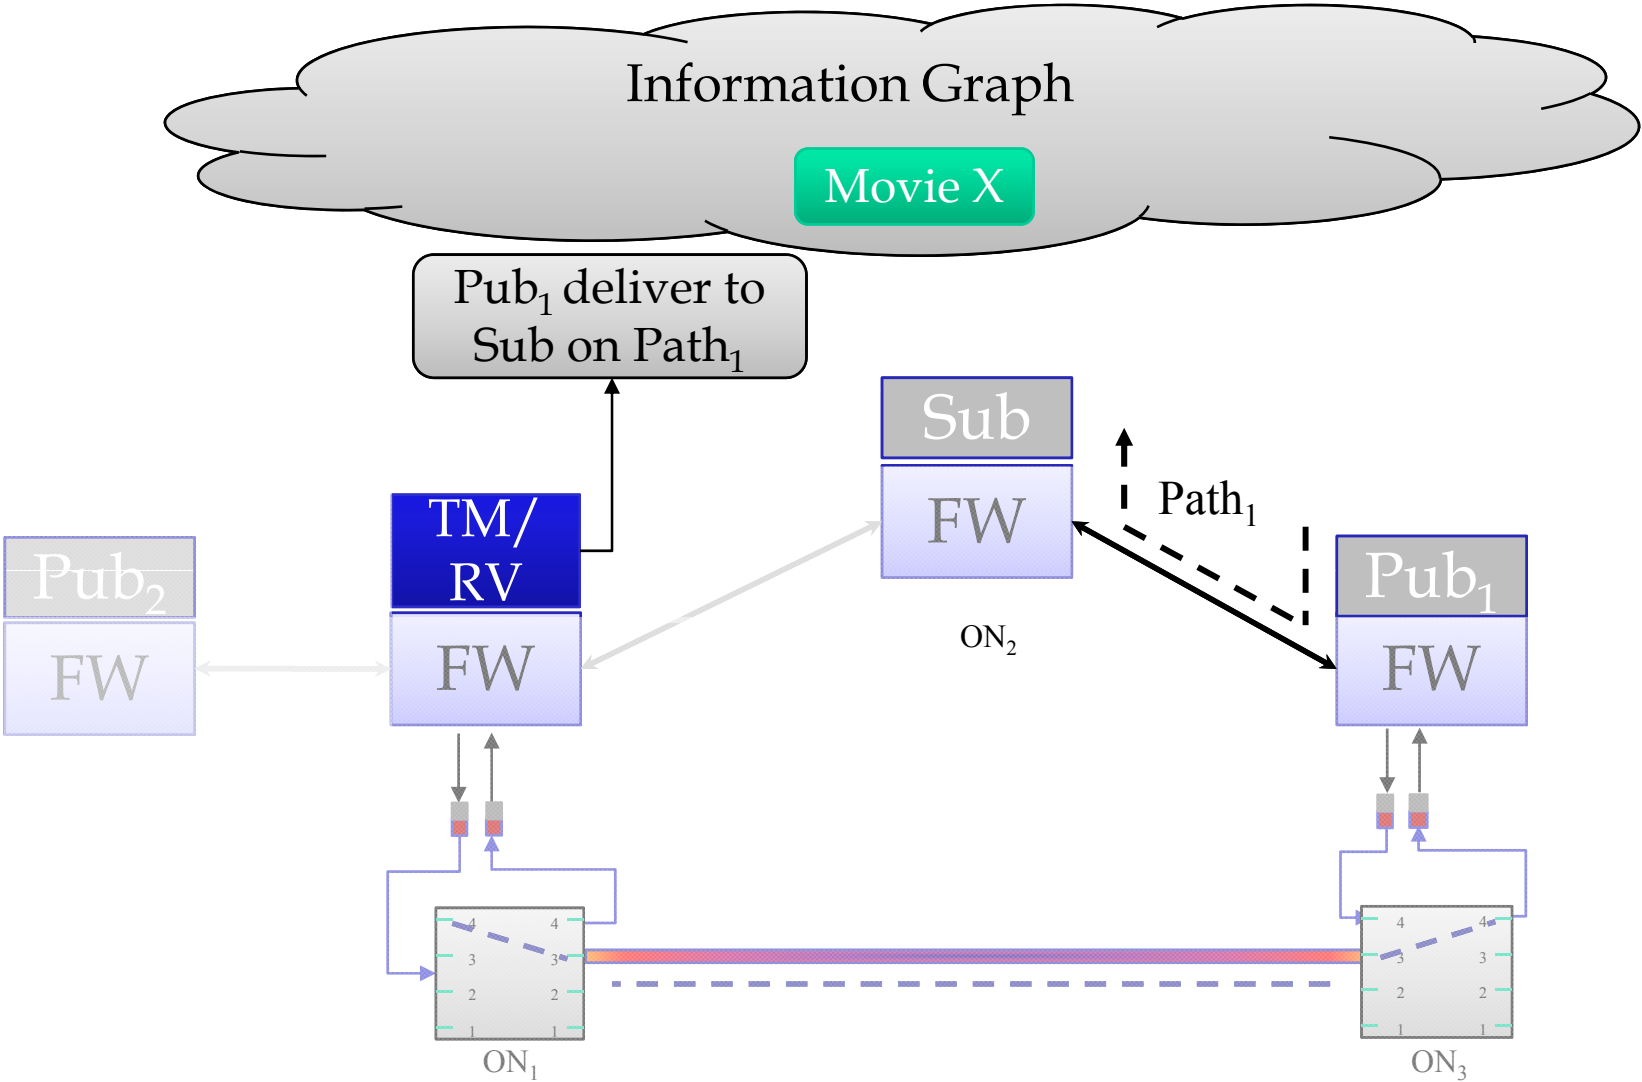 Information Graph
Movie X
Pub₁ deliver to
Sub on Path₁
Sub
FW
Path₁
TM/
RV
FW
Pub₂
FW
Pub₁
FW
ON₂
4 4
3 3
2 2
1 1
ON₁
4 4
3 3
2 2
1 1
ON₃